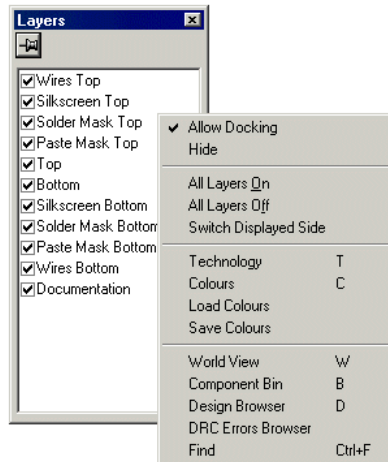 Layers
Wires Top
Silkscreen Top
Solder Mask Top
Paste Mask Top
Top
Bottom
Silkscreen Bottom
Solder Mask Bottom
Paste Mask Bottom
Wires Bottom
Documentation
Allow Docking
Hide
All Layers On
All Layers Off
Switch Displayed Side
Technology T
Colours C
Load Colours
Save Colours
World View W
Component Bin B
Design Browser D
DRC Errors Browser
Find Ctrl+F